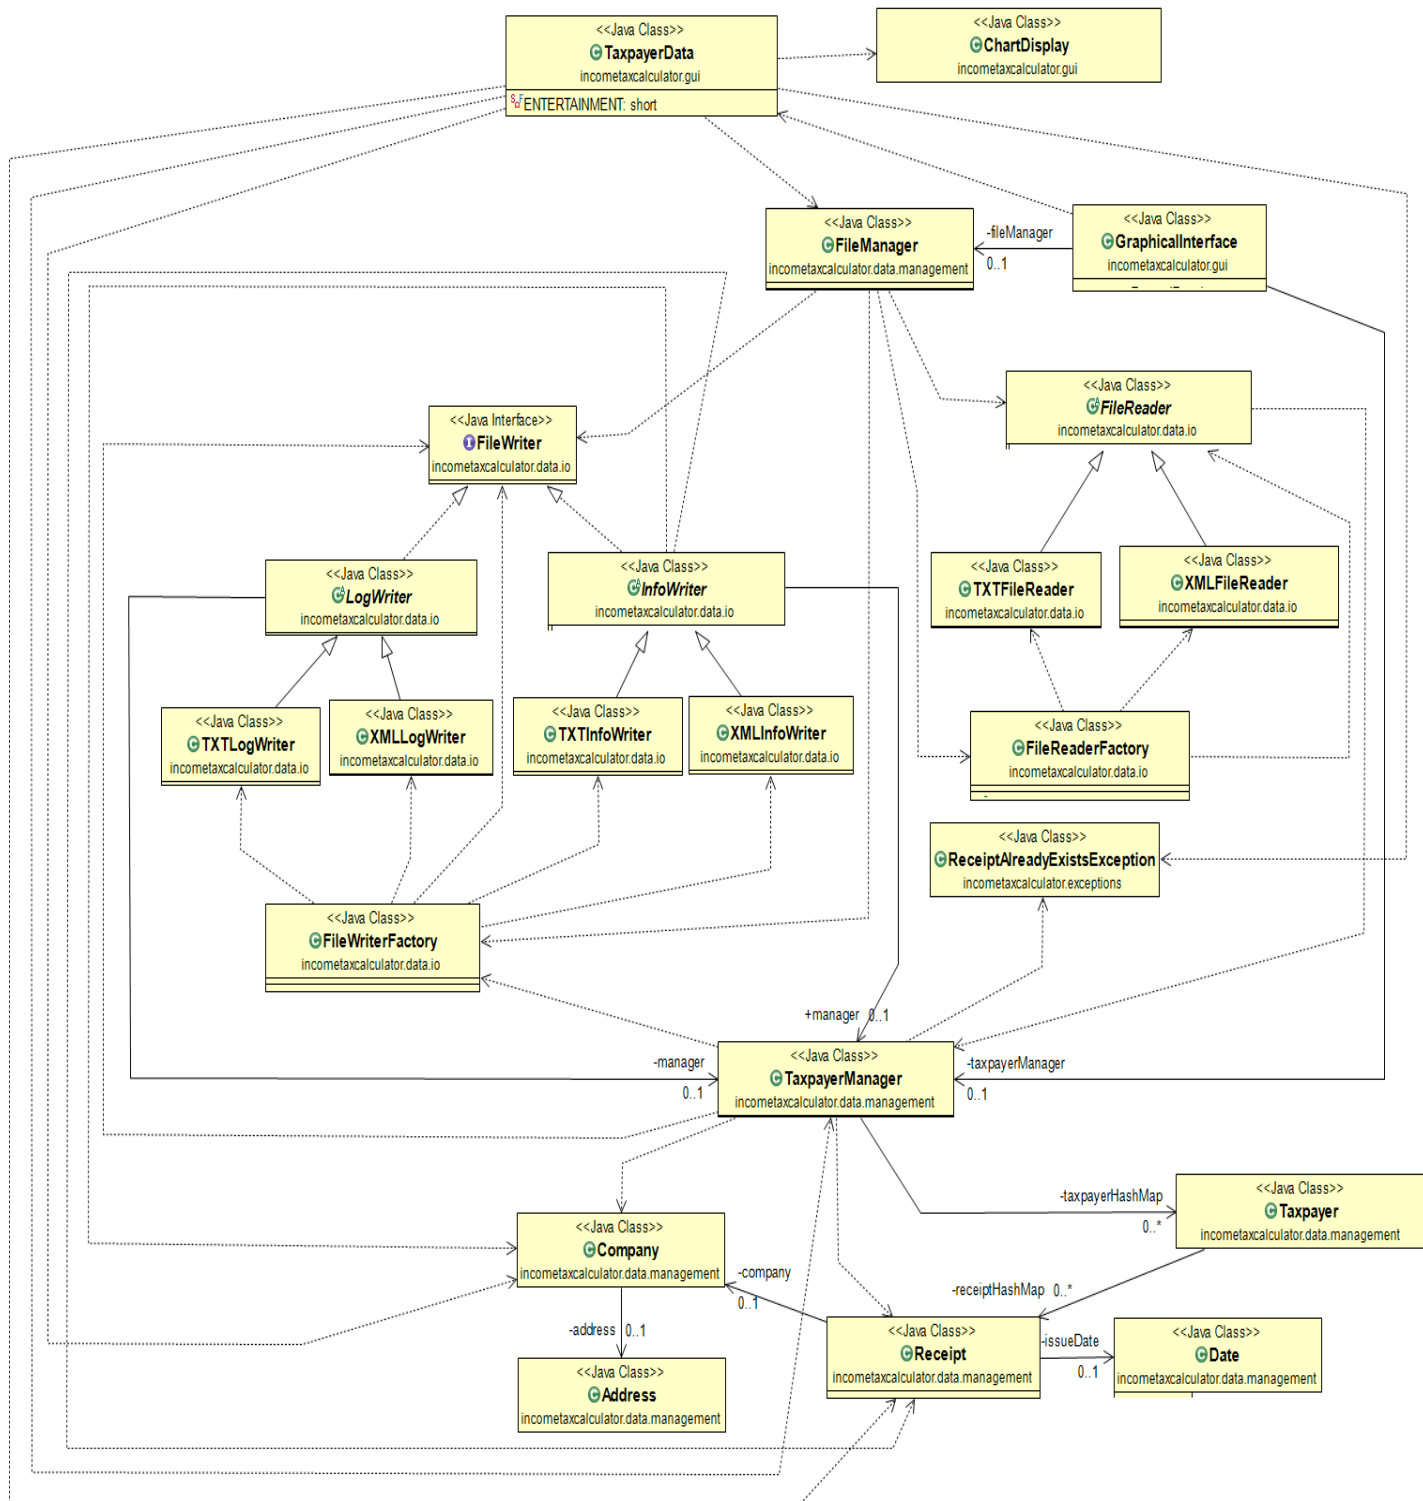 <<Java Class>>
TaxpayerData
incometaxcalculator.gui
ENTERTAINMENT: short
<<Java Class>>
ChartDisplay
incometaxcalculator.gui
<<Java Class>>
FileManager
incometaxcalculator.data.management
-fileManager
0..1
<<Java Class>>
GraphicalInterface
incometaxcalculator.gui
<<Java Interface>>
FileWriter
incometaxcalculator.data.io
<<Java Class>>
FileReader
incometaxcalculator.data.io
<<Java Class>>
LogWriter
incometaxcalculator.data.io
<<Java Class>>
InfoWriter
incometaxcalculator.data.io
<<Java Class>>
TXTFileReader
incometaxcalculator.data.io
<<Java Class>>
XMLFileReader
incometaxcalculator.data.io
<<Java Class>>
TXTLogWriter
incometaxcalculator.data.io
<<Java Class>>
XMLLogWriter
incometaxcalculator.data.io
<<Java Class>>
TXTInfoWriter
incometaxcalculator.data.io
<<Java Class>>
XMLInfoWriter
incometaxcalculator.data.io
<<Java Class>>
FileReaderFactory
incometaxcalculator.data.io
<<Java Class>>
ReceiptAlreadyExistsException
incometaxcalculator.exceptions
<<Java Class>>
FileWriterFactory
incometaxcalculator.data.io
+manager 0..1
-manager
0..1
<<Java Class>>
TaxpayerManager
incometaxcalculator.data.management
-taxpayerManager
0..1
-taxpayerHashMap
0..*
<<Java Class>>
Taxpayer
incometaxcalculator.data.management
<<Java Class>>
Company
incometaxcalculator.data.management
-company
0..1
-receiptHashMap 0..*
-address 0..1
<<Java Class>>
Receipt
incometaxcalculator.data.management
-issueDate
0..1
<<Java Class>>
Date
incometaxcalculator.data.management
<<Java Class>>
Address
incometaxcalculator.data.management